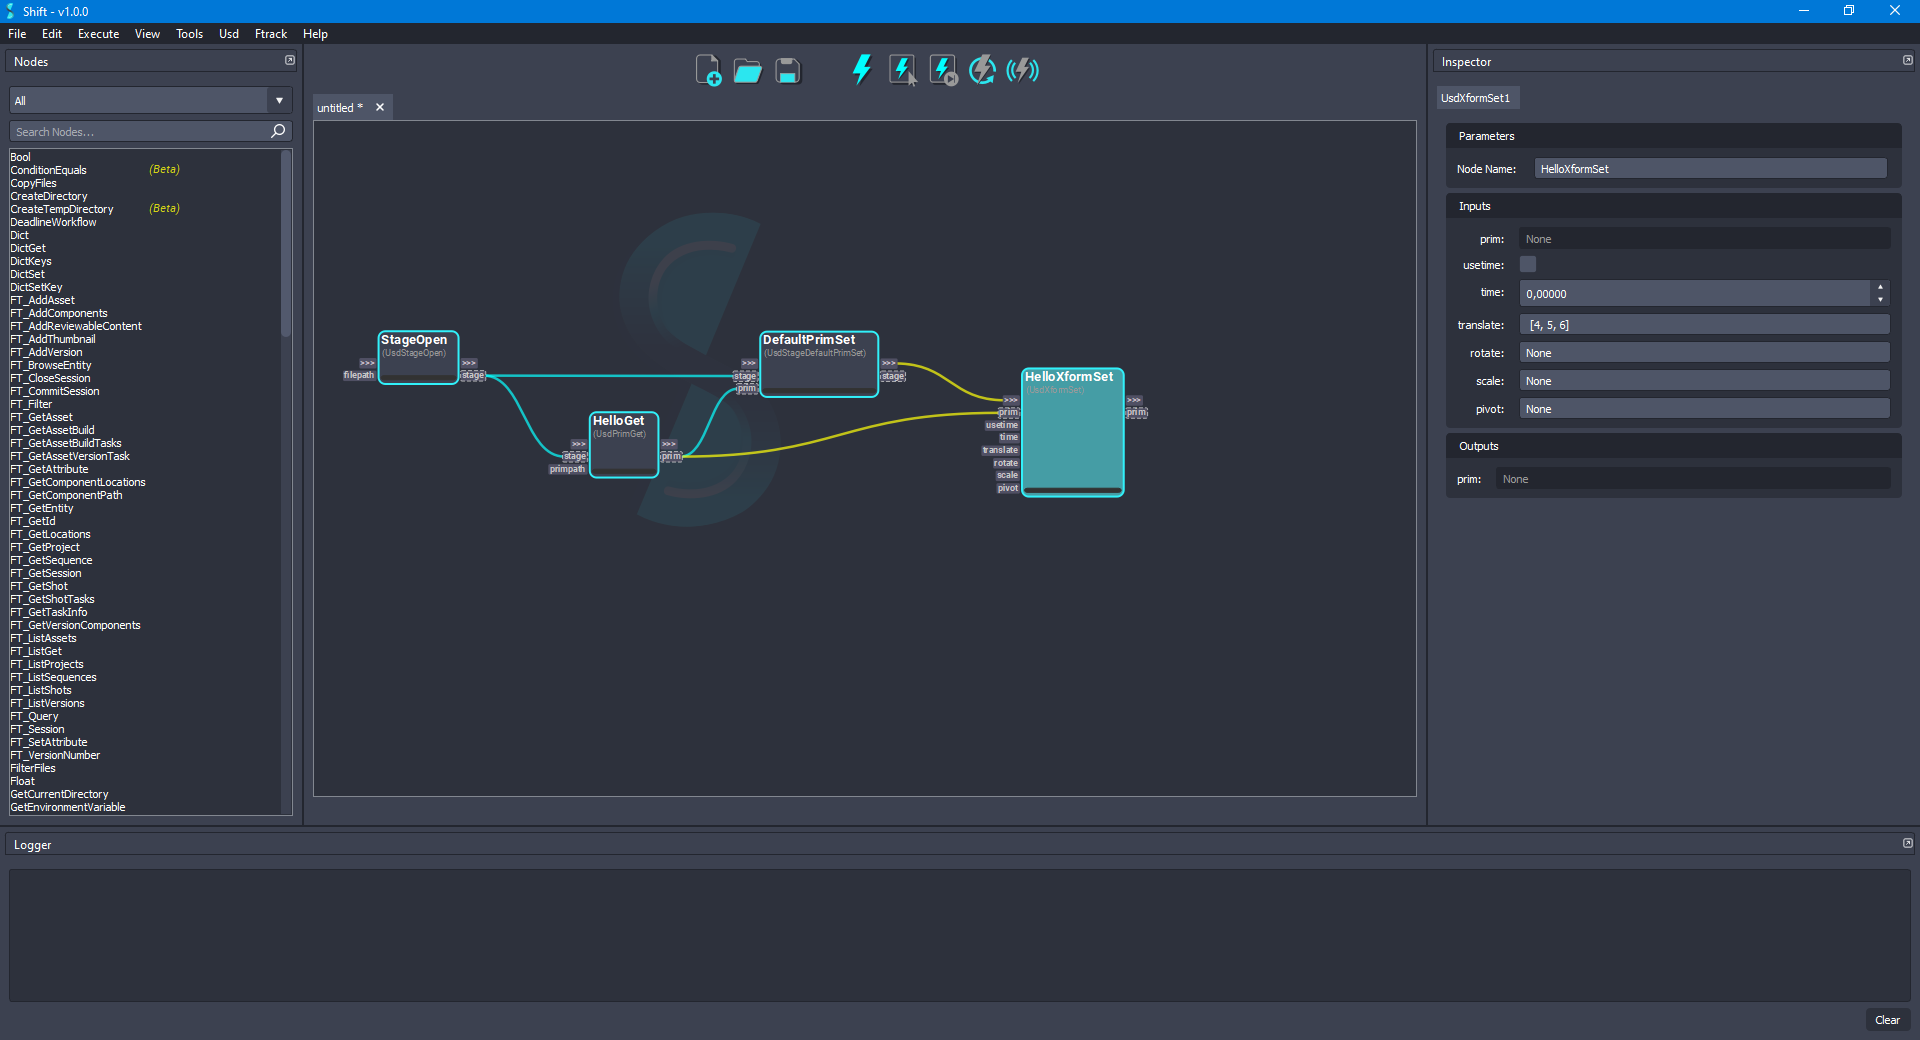 Shift - v1.0.0
File Edit Execute View Tools Usd Ftrack Help
Nodes
All
Search Nodes...
Bool
ConditionEquals (Beta)
CopyFiles
CreateDirectory
CreateTempDirectory (Beta)
DeadlineWorkflow
Dict
DictGet
DictKeys
DictSet
DictSetKey
FT_AddAsset
FT_AddComponents
FT_AddReviewableContent
FT_AddThumbnail
FT_AddVersion
FT_BrowseEntity
FT_CloseSession
FT_CommitSession
FT_Filter
FT_GetAsset
FT_GetAssetBuild
FT_GetAssetBuildTasks
FT_GetAssetVersionTask
FT_GetAttribute
FT_GetComponentLocations
FT_GetComponentPath
FT_GetEntity
FT_GetId
FT_GetLocations
FT_GetProject
FT_GetSequence
FT_GetSession
FT_GetShot
FT_GetShotTasks
FT_GetTaskInfo
FT_GetVersionComponents
FT_ListAssets
FT_ListGet
FT_ListProjects
FT_ListSequences
FT_ListShots
FT_ListVersions
FT_Query
FT_Session
FT_SetAttribute
FT_VersionNumber
FilterFiles
Float
GetCurrentDirectory
GetEnvironmentVariable
untitled *
StageOpen
(UsdStageOpen)
>>> >>>
filepath stage
HelloGet
(UsdPrimGet)
>>> >>>
stage prim
primpath
DefaultPrimSet
(UsdStageDefaultPrimSet)
>>> >>>
stage stage
prim
HelloXformSet
(UsdXformSet)
>>> >>>
prim prim
usetime
time
translate
rotate
scale
pivot
Inspector
UsdXformSet1
Parameters
Node Name: HelloXformSet
Inputs
prim: None
usetime:
time: 0,00000
translate: [4, 5, 6]
rotate: None
scale: None
pivot: None
Outputs
prim: None
Logger
Clear